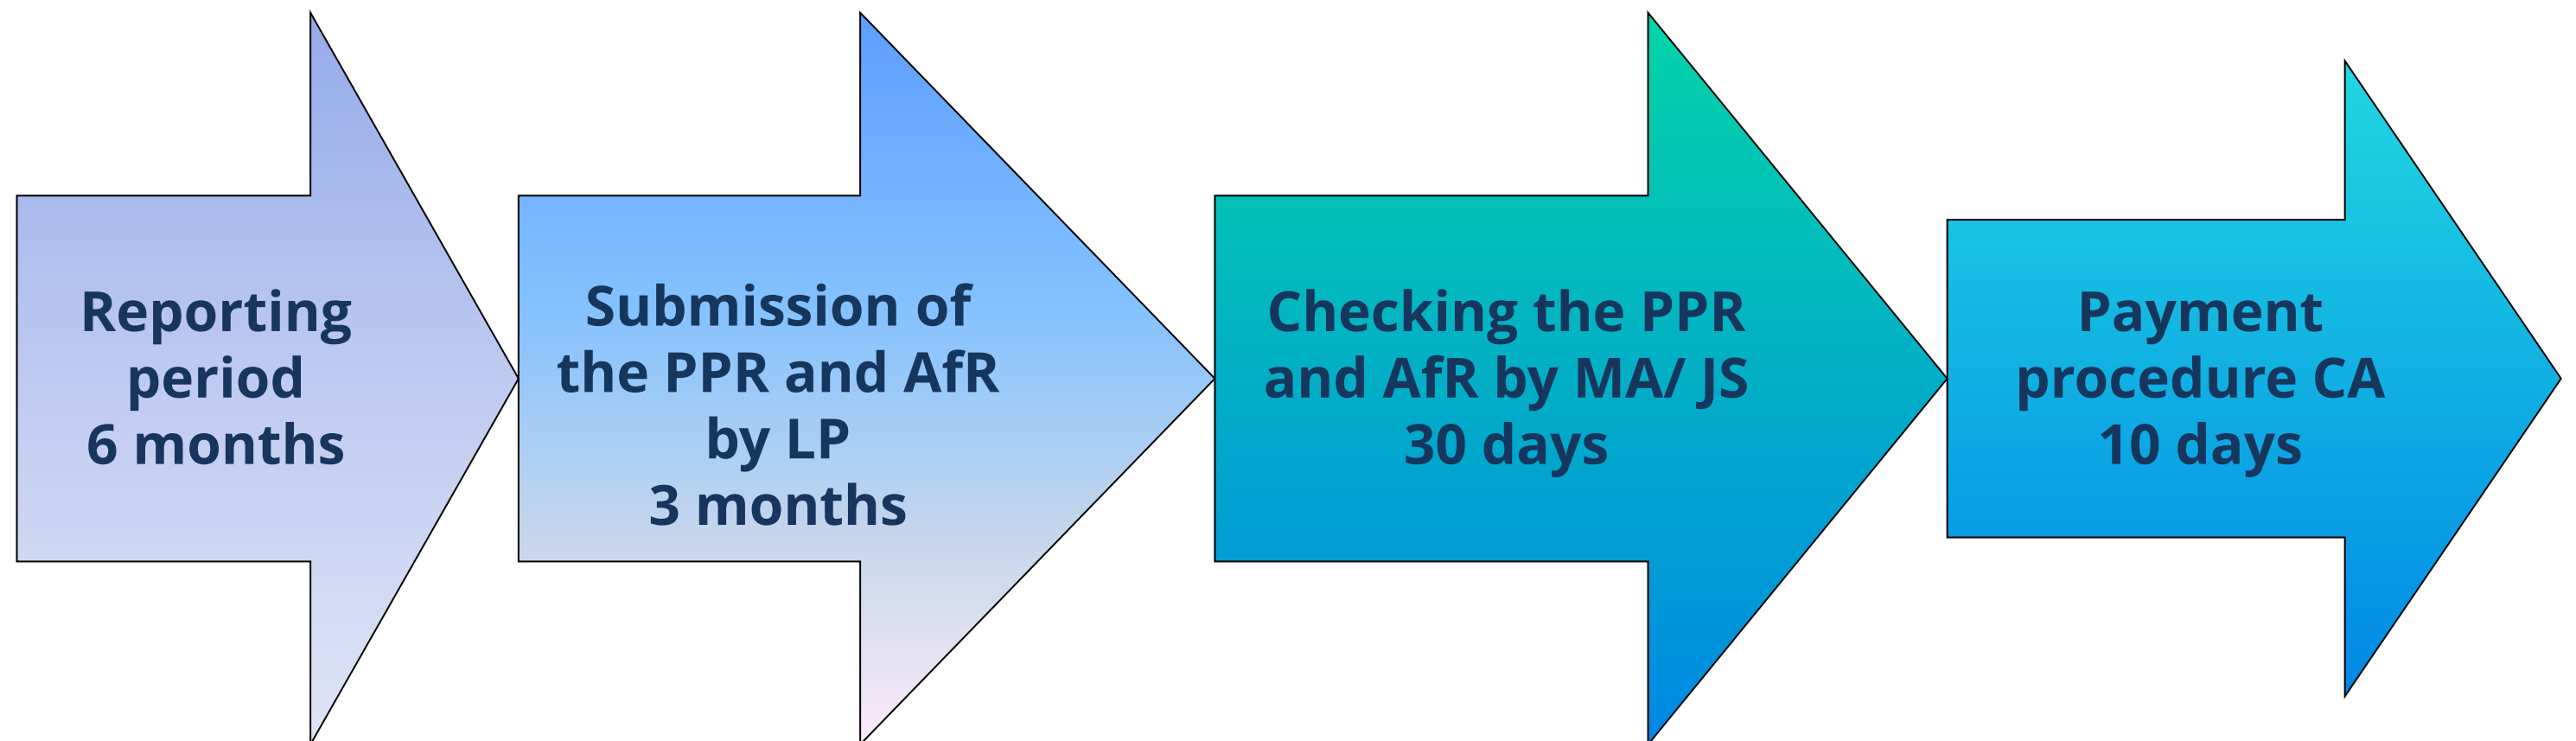 Reporting
period
6 months
Submission of
the PPR and AfR
by LP
3 months
Checking the PPR
and AfR by MA/ JS
30 days
Payment
procedure CA
10 days